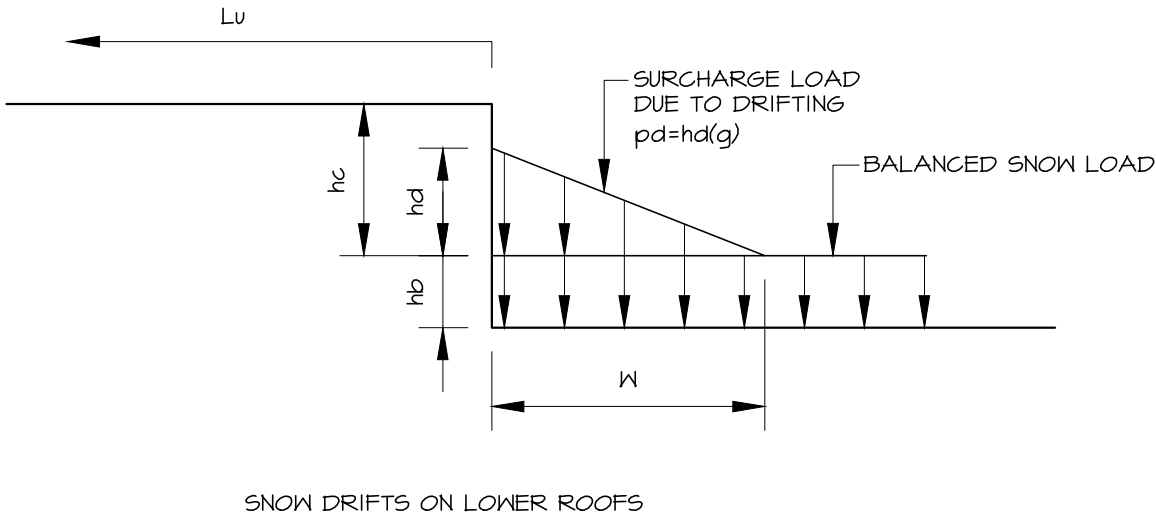 Lu
SURCHARGE LOAD
DUE TO DRIFTING
pd=hd(g)
BALANCED SNOW LOAD
hc
hd
hb
W
SNOW DRIFTS ON LOWER ROOFS